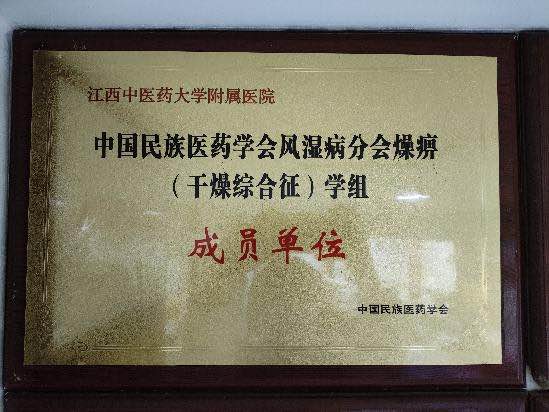 江西中医药大学附属医院
中国民族医药学会风湿病分会燥痹
（干燥综合征）学组
成员单位
中国民族医药学会